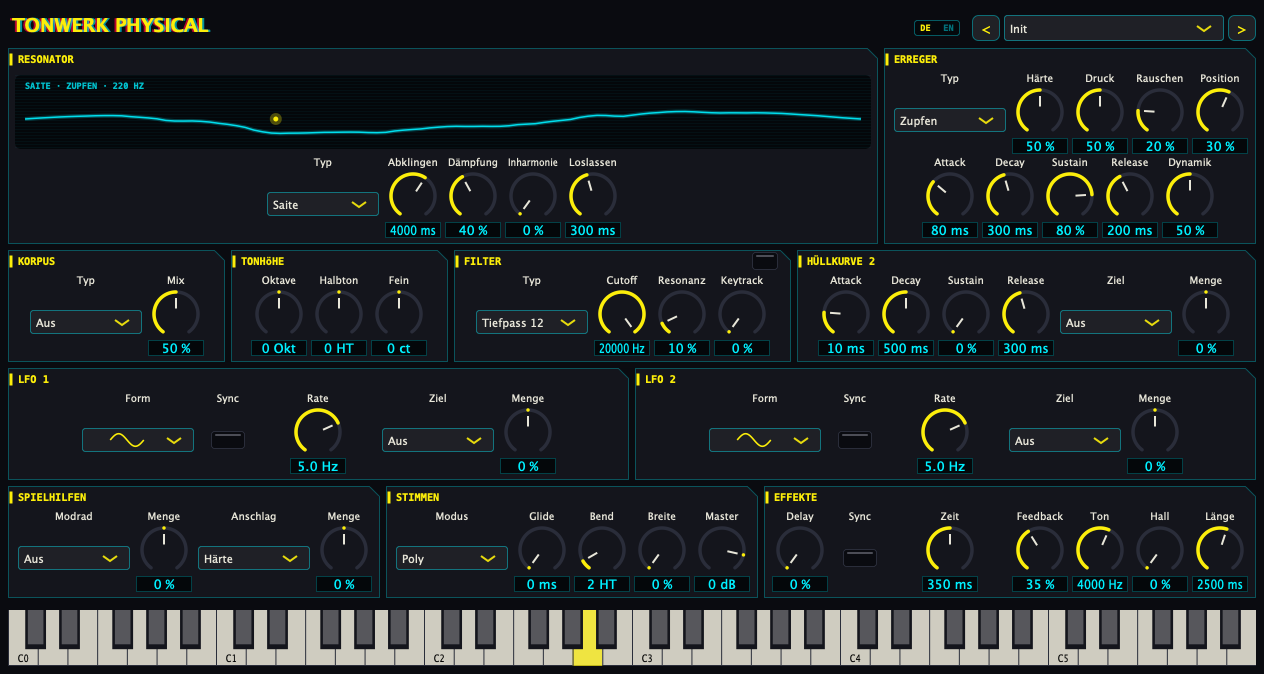 TONWERK PHYSICAL
DE EN < Init >
RESONATOR
SAITE · ZUPFEN · 220 HZ
Typ Abklingen Dämpfung Inharmonie Loslassen
Saite
4000 ms 40 % 0 % 300 ms
ERREGER
Typ Härte Druck Rauschen Position
Zupfen
50 % 50 % 20 % 30 %
Attack Decay Sustain Release Dynamik
80 ms 300 ms 80 % 200 ms 50 %
KORPUS
Typ Mix
Aus
50 %
TONHöHE
Oktave Halbton Fein
0 Okt 0 HT 0 ct
FILTER
Typ Cutoff Resonanz Keytrack
Tiefpass 12
20000 Hz 10 % 0 %
HÜLLKURVE 2
Attack Decay Sustain Release Ziel Menge
Aus
10 ms 500 ms 0 % 300 ms 0 %
LFO 1
Form Sync Rate Ziel Menge
Aus
5.0 Hz 0 %
LFO 2
Form Sync Rate Ziel Menge
Aus
5.0 Hz 0 %
SPIELHILFEN
Modrad Menge Anschlag Menge
Aus Härte
0 % 0 %
STIMMEN
Modus Glide Bend Breite Master
Poly
0 ms 2 HT 0 % 0 dB
EFFEKTE
Delay Sync Zeit Feedback Ton Hall Länge
0 % 350 ms 35 % 4000 Hz 0 % 2500 ms
C0 C1 C2 C3 C4 C5